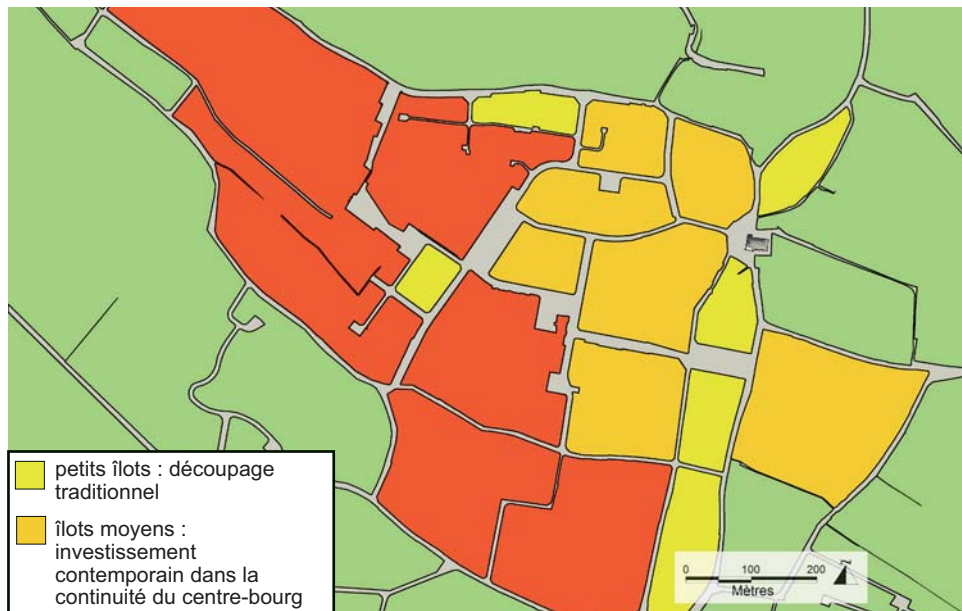 petits îlots : découpage
traditionnel
îlots moyens :
investissement
contemporain dans la
continuité du centre-bourg
0 100 200
Mètres